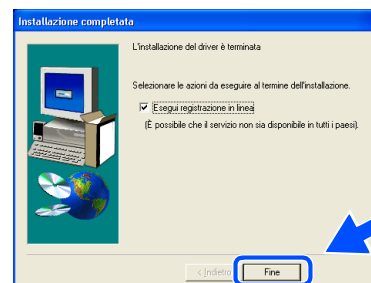 Installazione completata
L'installazione del driver è terminata
Selezionare le azioni da eseguire al termine dell'installazione.
Esegui registrazione in linea
(È possibile che il servizio non sia disponibile in tutti i paesi).
< Indietro
Fine